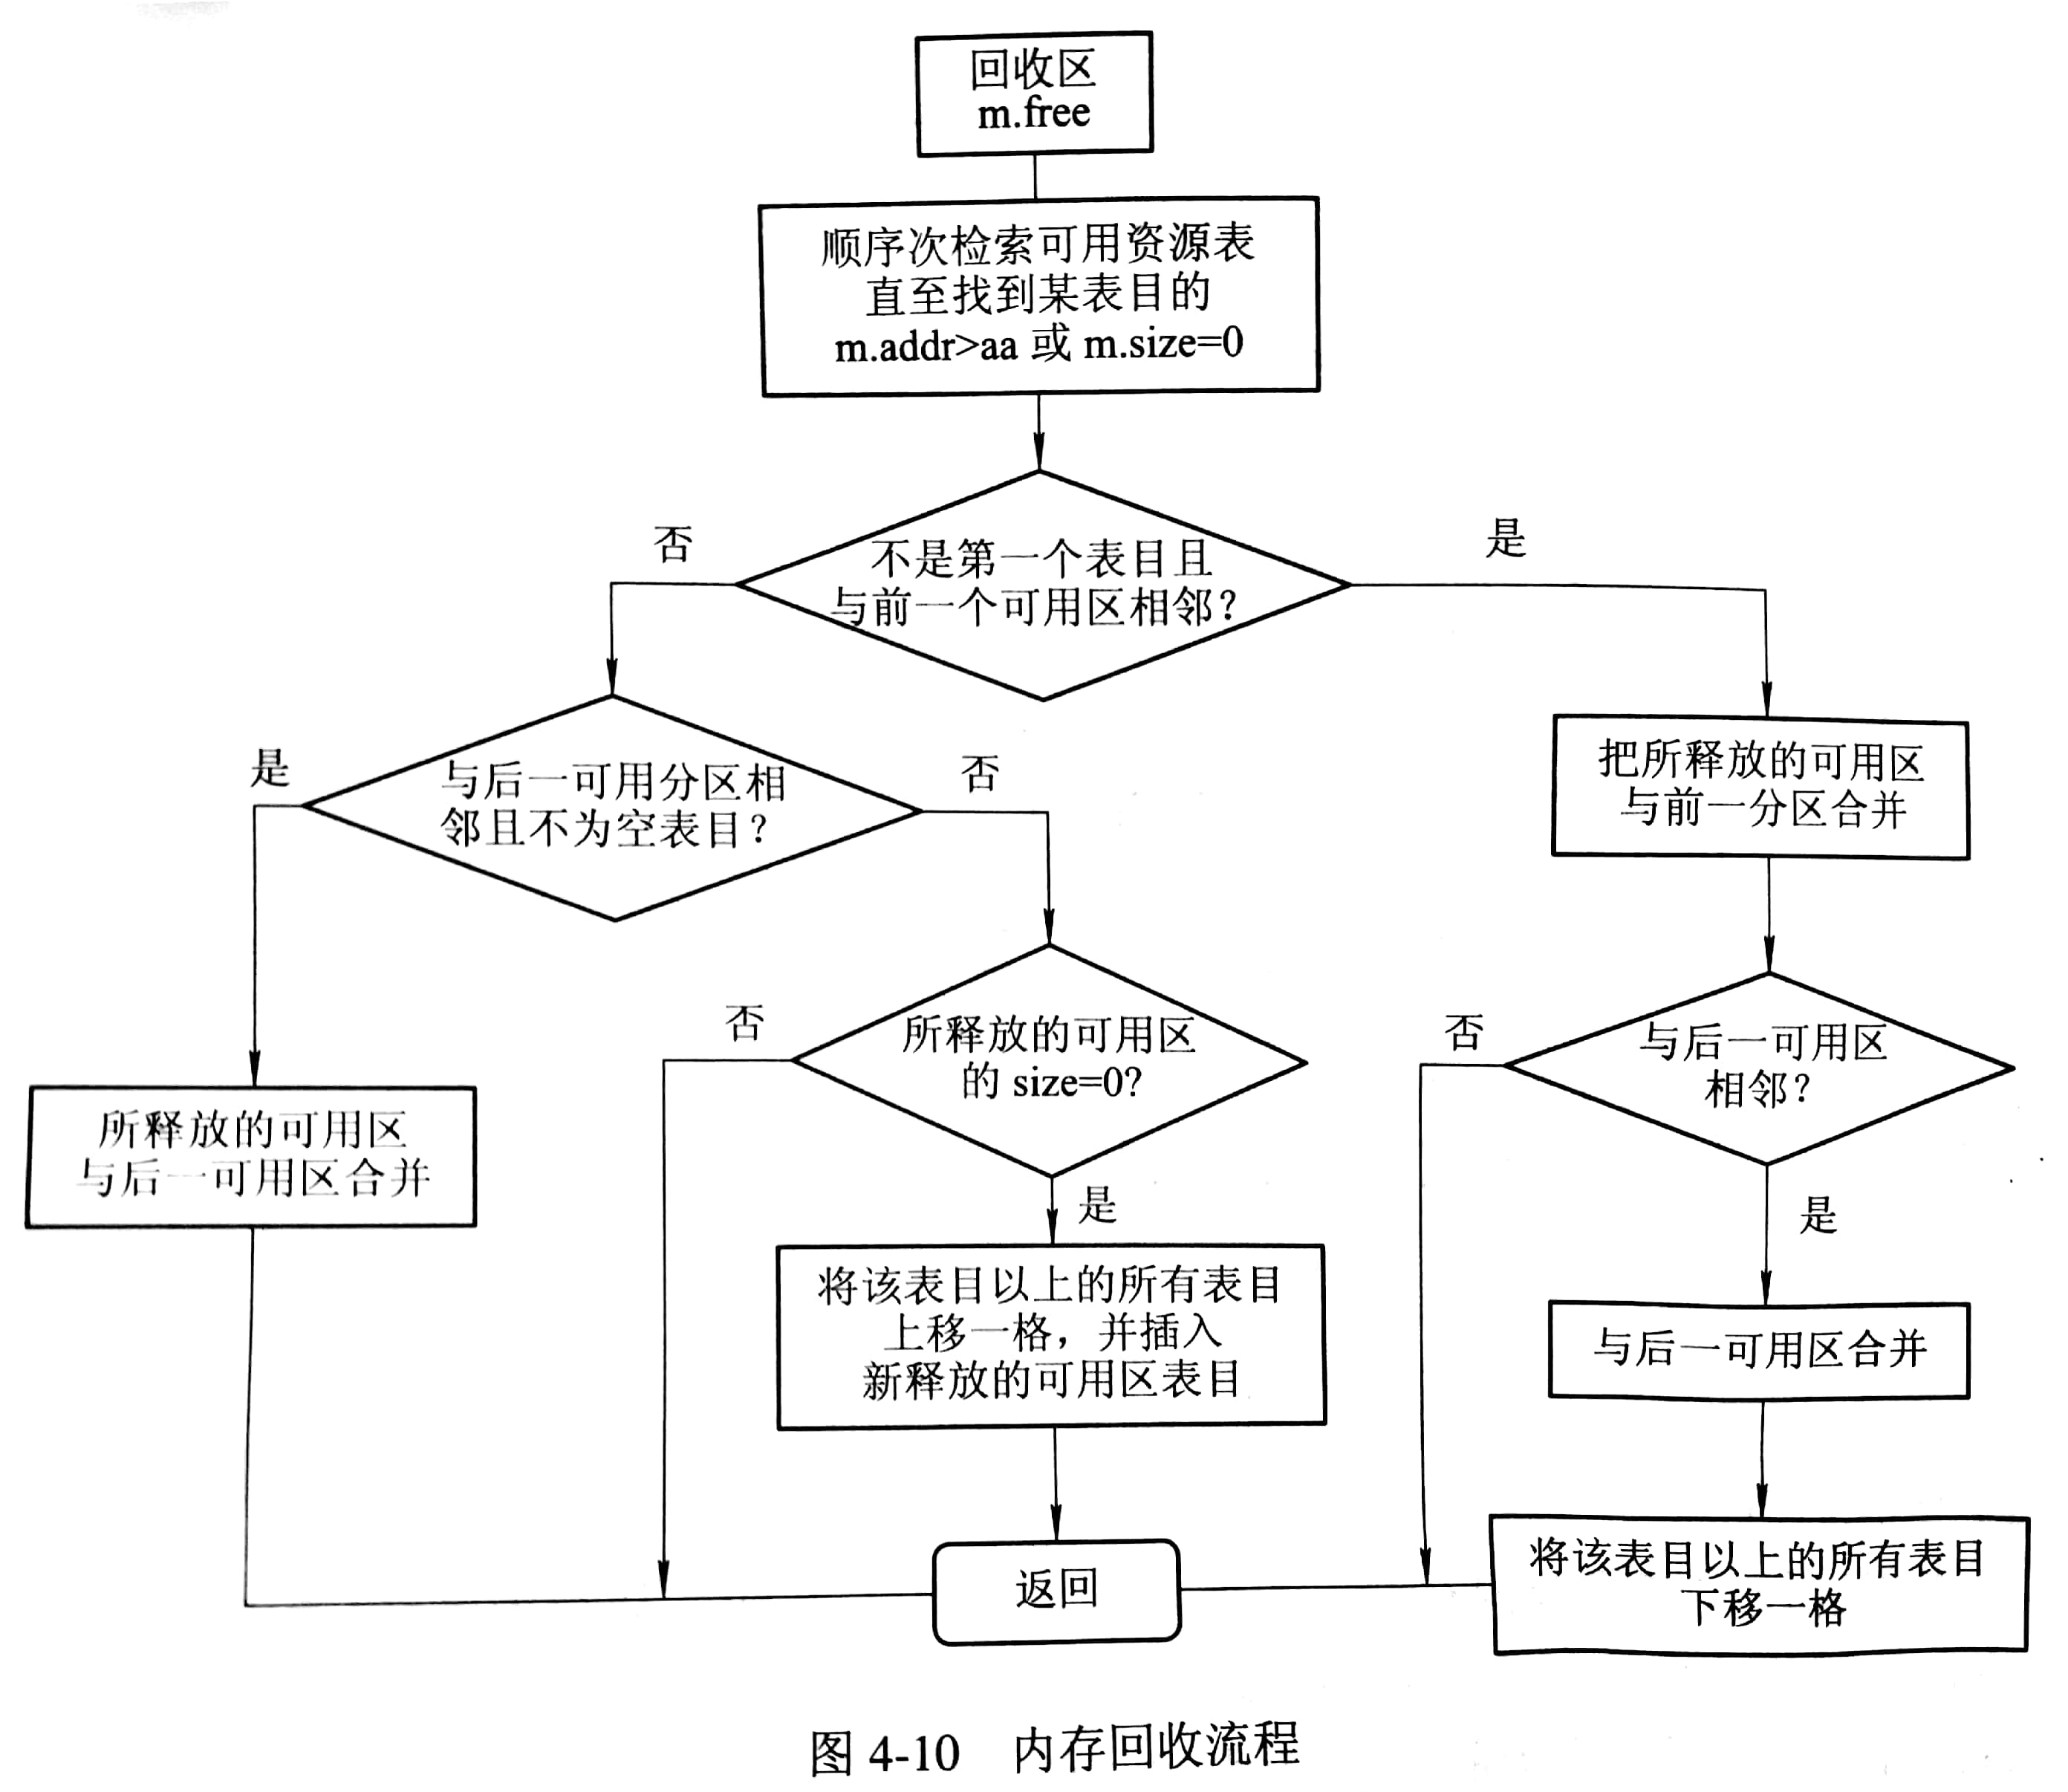 回收区
m.free
顺序次检索可用资源表
直至找到某表目的
m.addr>aa 或 m.size=0
否
是
不是第一个表目且
与前一个可用区相邻？
是
否
与后一可用分区相
邻且不为空表目？
把所释放的可用区
与前一分区合并
否
所释放的可用区
的 size=0?
否
与后一可用区
相邻？
所释放的可用区
与后一可用区合并
是
是
将该表目以上的所有表目
上移一格，并插入
新释放的可用区表目
与后一可用区合并
返回
将该表目以上的所有表目
下移一格
图 4-10 内存回收流程